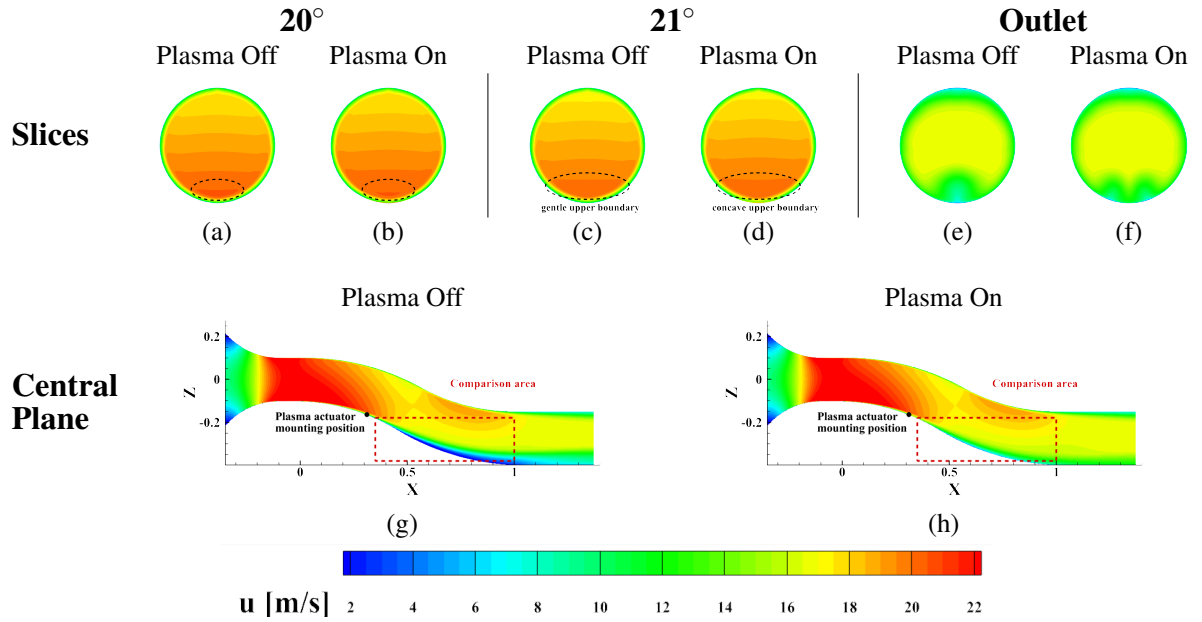 20° 21° Outlet
Plasma Off Plasma On Plasma Off Plasma On Plasma Off Plasma On
Slices
gentle upper boundary concave upper boundary
(a) (b) (c) (d) (e) (f)
Plasma Off Plasma On
Central
Plane
0.2
0
-0.2
Z
Comparison area
Plasma actuator
mounting position
0 0.5 1
X
0.2
0
-0.2
Z
Comparison area
Plasma actuator
mounting position
0 0.5 1
X
(g) (h)
u [m/s] 2 4 6 8 10 12 14 16 18 20 22